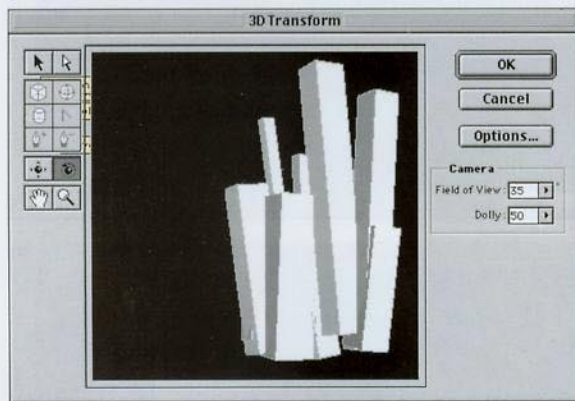 3D Transform
OK
Cancel
Options...
Camera
Field of View: 35 °
Dolly: 50